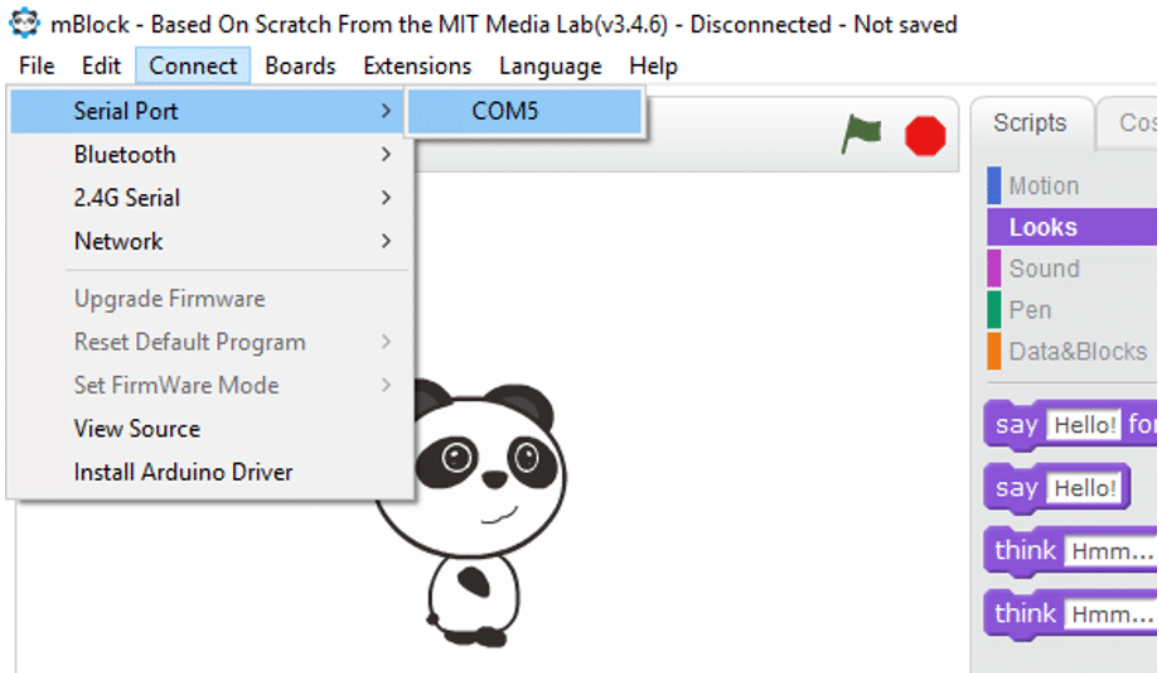 mBlock - Based On Scratch From the MIT Media Lab(v3.4.6) - Disconnected - Not saved
File Edit Connect Boards Extensions Language Help
Serial Port > COM5
Bluetooth >
2.4G Serial >
Network >
Upgrade Firmware
Reset Default Program >
Set FirmWare Mode >
View Source
Install Arduino Driver
Scripts
Motion
Looks
Sound
Pen
Data&Blocks
say Hello!
say Hello!
think Hmm...
think Hmm...